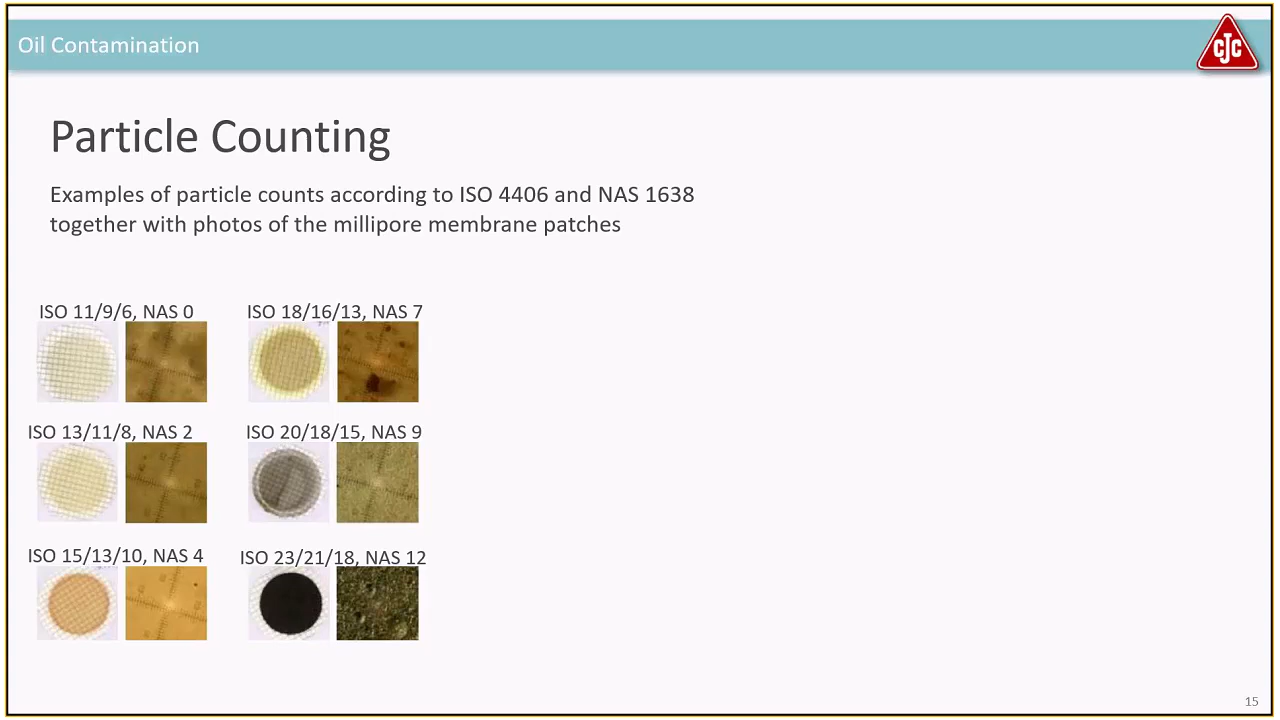 Oil Contamination
CJC
Particle Counting
Examples of particle counts according to ISO 4406 and NAS 1638
together with photos of the millipore membrane patches
ISO 11/9/6, NAS 0
ISO 18/16/13, NAS 7
ISO 13/11/8, NAS 2
ISO 20/18/15, NAS 9
ISO 15/13/10, NAS 4
ISO 23/21/18, NAS 12
15